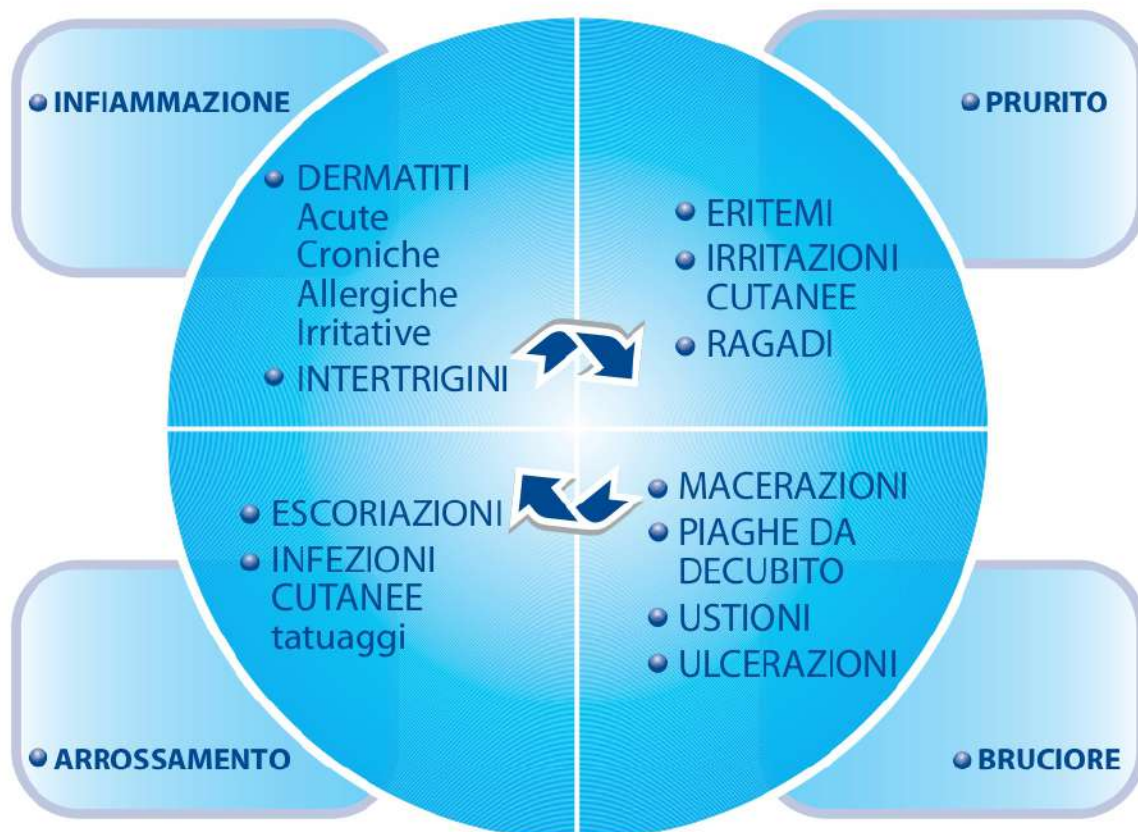 INFIAMMAZIONE
DERMATITI
Acute
Croniche
Allergiche
Irritative
INTERTRIGINI
PRURITO
ERITEMI
IRRITAZIONI
CUTANEE
RAGADI
ESCORIAZIONI
INFEZIONI
CUTANEE
tatuaggi
ARROSSAMENTO
MACERAZIONI
PIAGHE DA
DECUBITO
USTIONI
ULCERAZIONI
BRUCIORE